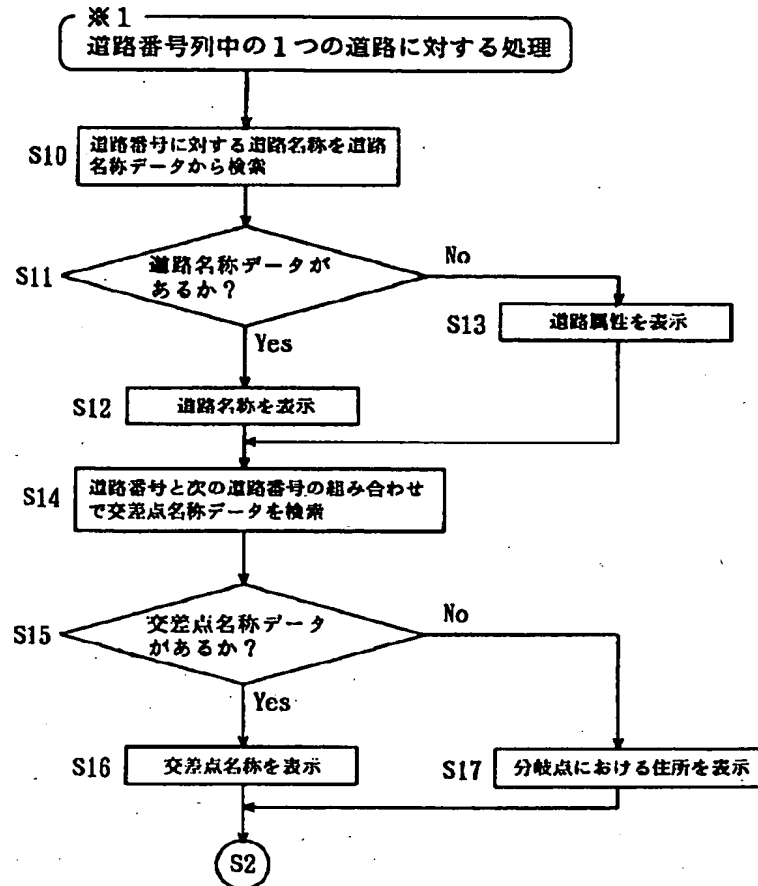 ※1
道路番号列中の1つの道路に対する処理
S10
道路番号に対する道路名称を道路
名称データから検索
S11
道路名称データが
あるか？
No
Yes
S13
道路属性を表示
S12
道路名称を表示
S14
道路番号と次の道路番号の組み合わせ
で交差点名称データを検索
S15
交差点名称データ
があるか？
No
Yes
S16
交差点名称を表示
S17
分岐点における住所を表示
S2